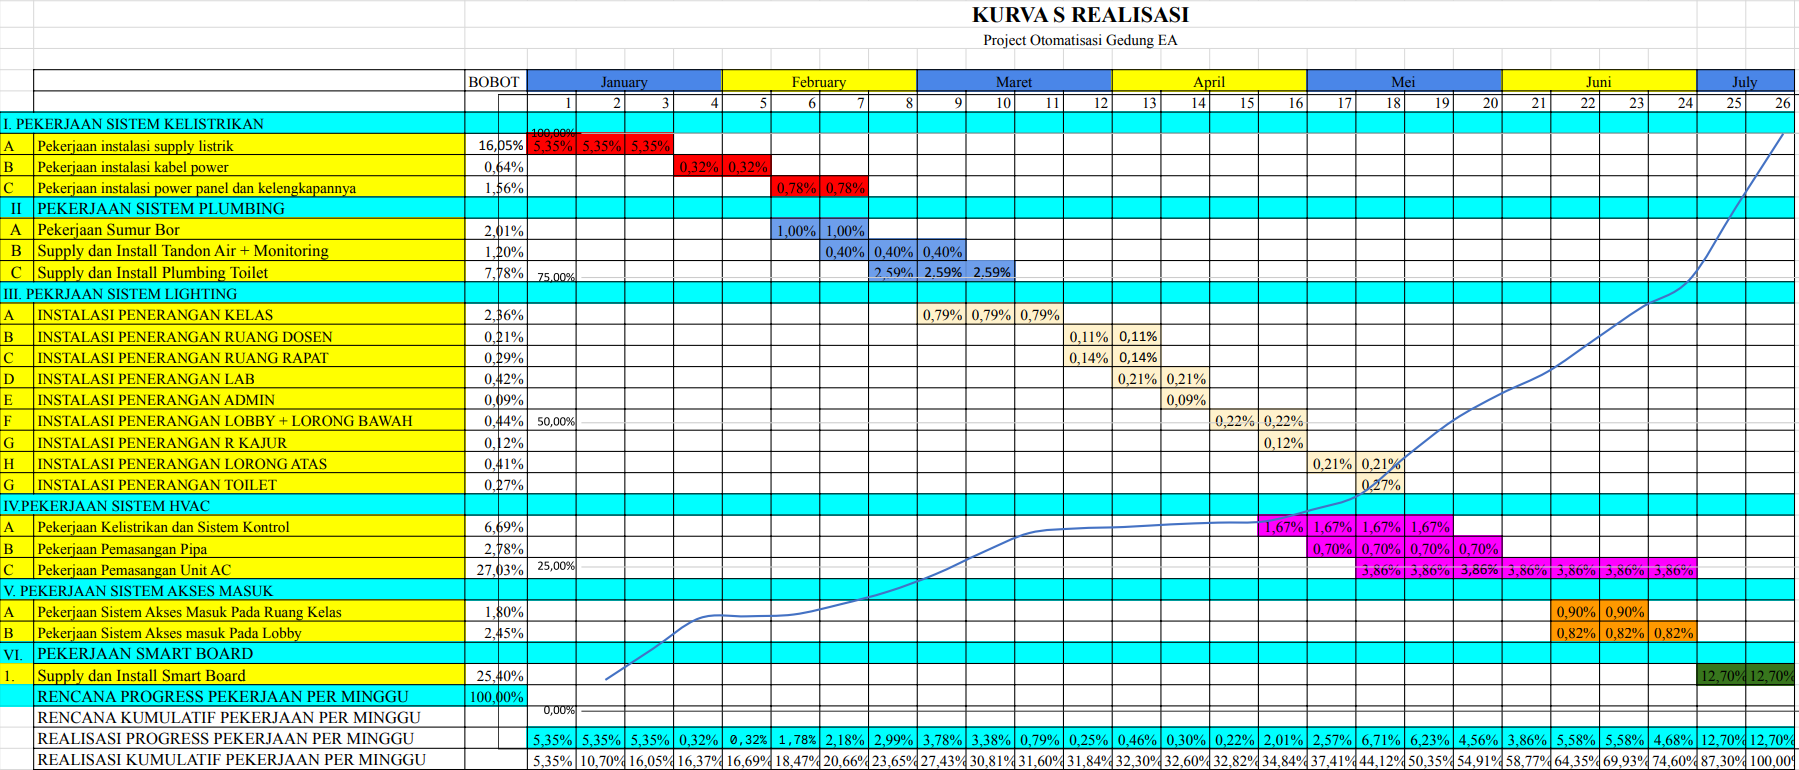 KURVA S REALISASI
Project Otomatisasi Gedung EA
BOBOT January February Maret April Mei Juni July
1 2 3 4 5 6 7 8 9 10 11 12 13 14 15 16 17 18 19 20 21 22 23 24 25 26
I. PEKERJAAN SISTEM KELISTRIKAN
100,00%
A Pekerjaan instalasi supply listrik 16,05% 5,35% 5,35% 5,35%
B Pekerjaan instalasi kabel power 0,64% 0,32% 0,32%
C Pekerjaan instalasi power panel dan kelengkapannya 1,56% 0,78% 0,78%
II PEKERJAAN SISTEM PLUMBING
A Pekerjaan Sumur Bor 2,01% 1,00% 1,00%
B Supply dan Install Tandon Air + Monitoring 1,20% 0,40% 0,40% 0,40%
C Supply dan Install Plumbing Toilet 7,78% 75,00% 2,59% 2,59% 2,59%
III. PEKRJAAN SISTEM LIGHTING
A INSTALASI PENERANGAN KELAS 2,36% 0,79% 0,79% 0,79%
B INSTALASI PENERANGAN RUANG DOSEN 0,21% 0,11% 0,11%
C INSTALASI PENERANGAN RUANG RAPAT 0,29% 0,14% 0,14%
D INSTALASI PENERANGAN LAB 0,42% 0,21% 0,21%
E INSTALASI PENERANGAN ADMIN 0,09% 0,09%
F INSTALASI PENERANGAN LOBBY + LORONG BAWAH 0,44% 50,00% 0,22% 0,22%
G INSTALASI PENERANGAN R KAJUR 0,12% 0,12%
H INSTALASI PENERANGAN LORONG ATAS 0,41% 0,21% 0,21%
G INSTALASI PENERANGAN TOILET 0,27% 0,27%
IV.PEKERJAAN SISTEM HVAC
A Pekerjaan Kelistrikan dan Sistem Kontrol 6,69% 1,67% 1,67% 1,67% 1,67%
B Pekerjaan Pemasangan Pipa 2,78% 0,70% 0,70% 0,70% 0,70%
C Pekerjaan Pemasangan Unit AC 27,03% 25,00% 3,86% 3,86% 3,86% 3,86% 3,86% 3,86% 3,86%
V. PEKERJAAN SISTEM AKSES MASUK
A Pekerjaan Sistem Akses Masuk Pada Ruang Kelas 1,80% 0,90% 0,90%
B Pekerjaan Sistem Akses masuk Pada Lobby 2,45% 0,82% 0,82% 0,82%
VI. PEKERJAAN SMART BOARD
1. Supply dan Install Smart Board 25,40% 12,70% 12,70%
RENCANA PROGRESS PEKERJAAN PER MINGGU 100,00%
RENCANA KUMULATIF PEKERJAAN PER MINGGU 0,00%
REALISASI PROGRESS PEKERJAAN PER MINGGU 5,35% 5,35% 5,35% 0,32% 0,32% 1,78% 2,18% 2,99% 3,78% 3,38% 0,79% 0,25% 0,46% 0,30% 0,22% 2,01% 2,57% 6,71% 6,23% 4,56% 3,86% 5,58% 5,58% 4,68% 12,70% 12,70%
REALISASI KUMULATIF PEKERJAAN PER MINGGU 5,35% 10,70% 16,05% 16,37% 16,69% 18,47% 20,66% 23,65% 27,43% 30,81% 31,60% 31,84% 32,30% 32,60% 32,82% 34,84% 37,41% 44,12% 50,35% 54,91% 58,77% 64,35% 69,93% 74,60% 87,30% 100,00%